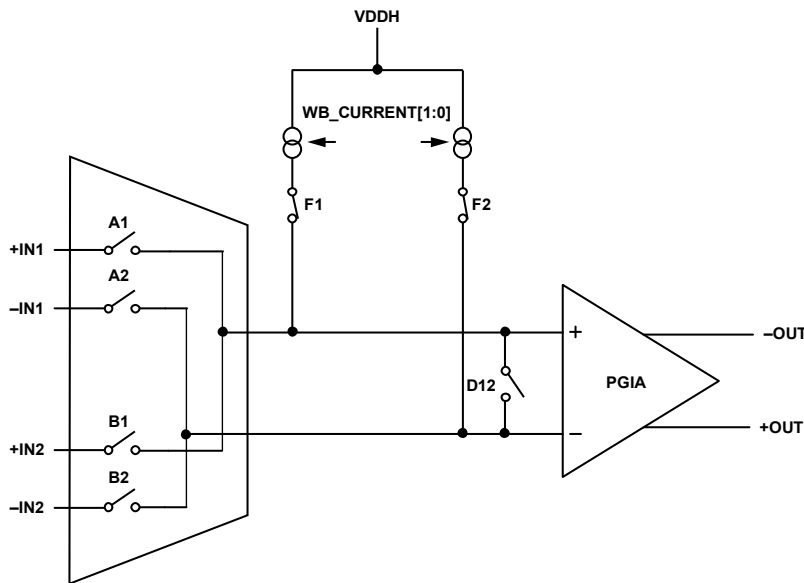 VDDH
WB_CURRENT[1:0]
F1
F2
A1
+IN1
A2
–IN1
+
–OUT
D12
PGIA
B1
+IN2
–
+OUT
B2
–IN2